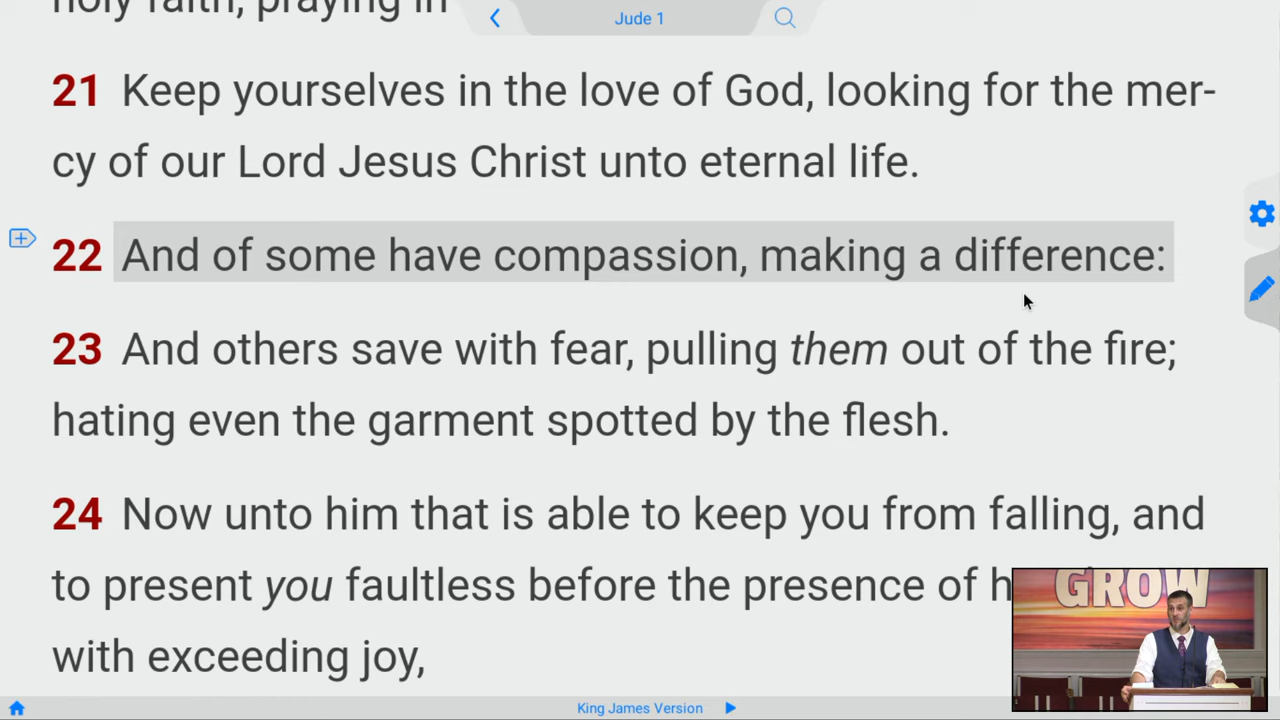 holy faith, praying in
Jude 1
21 Keep yourselves in the love of God, looking for the mer-
cy of our Lord Jesus Christ unto eternal life.
22 And of some have compassion, making a difference:
23 And others save with fear, pulling them out of the fire;
hating even the garment spotted by the flesh.
24 Now unto him that is able to keep you from falling, and
to present you faultless before the presence of h
with exceeding joy,
GROW
King James Version